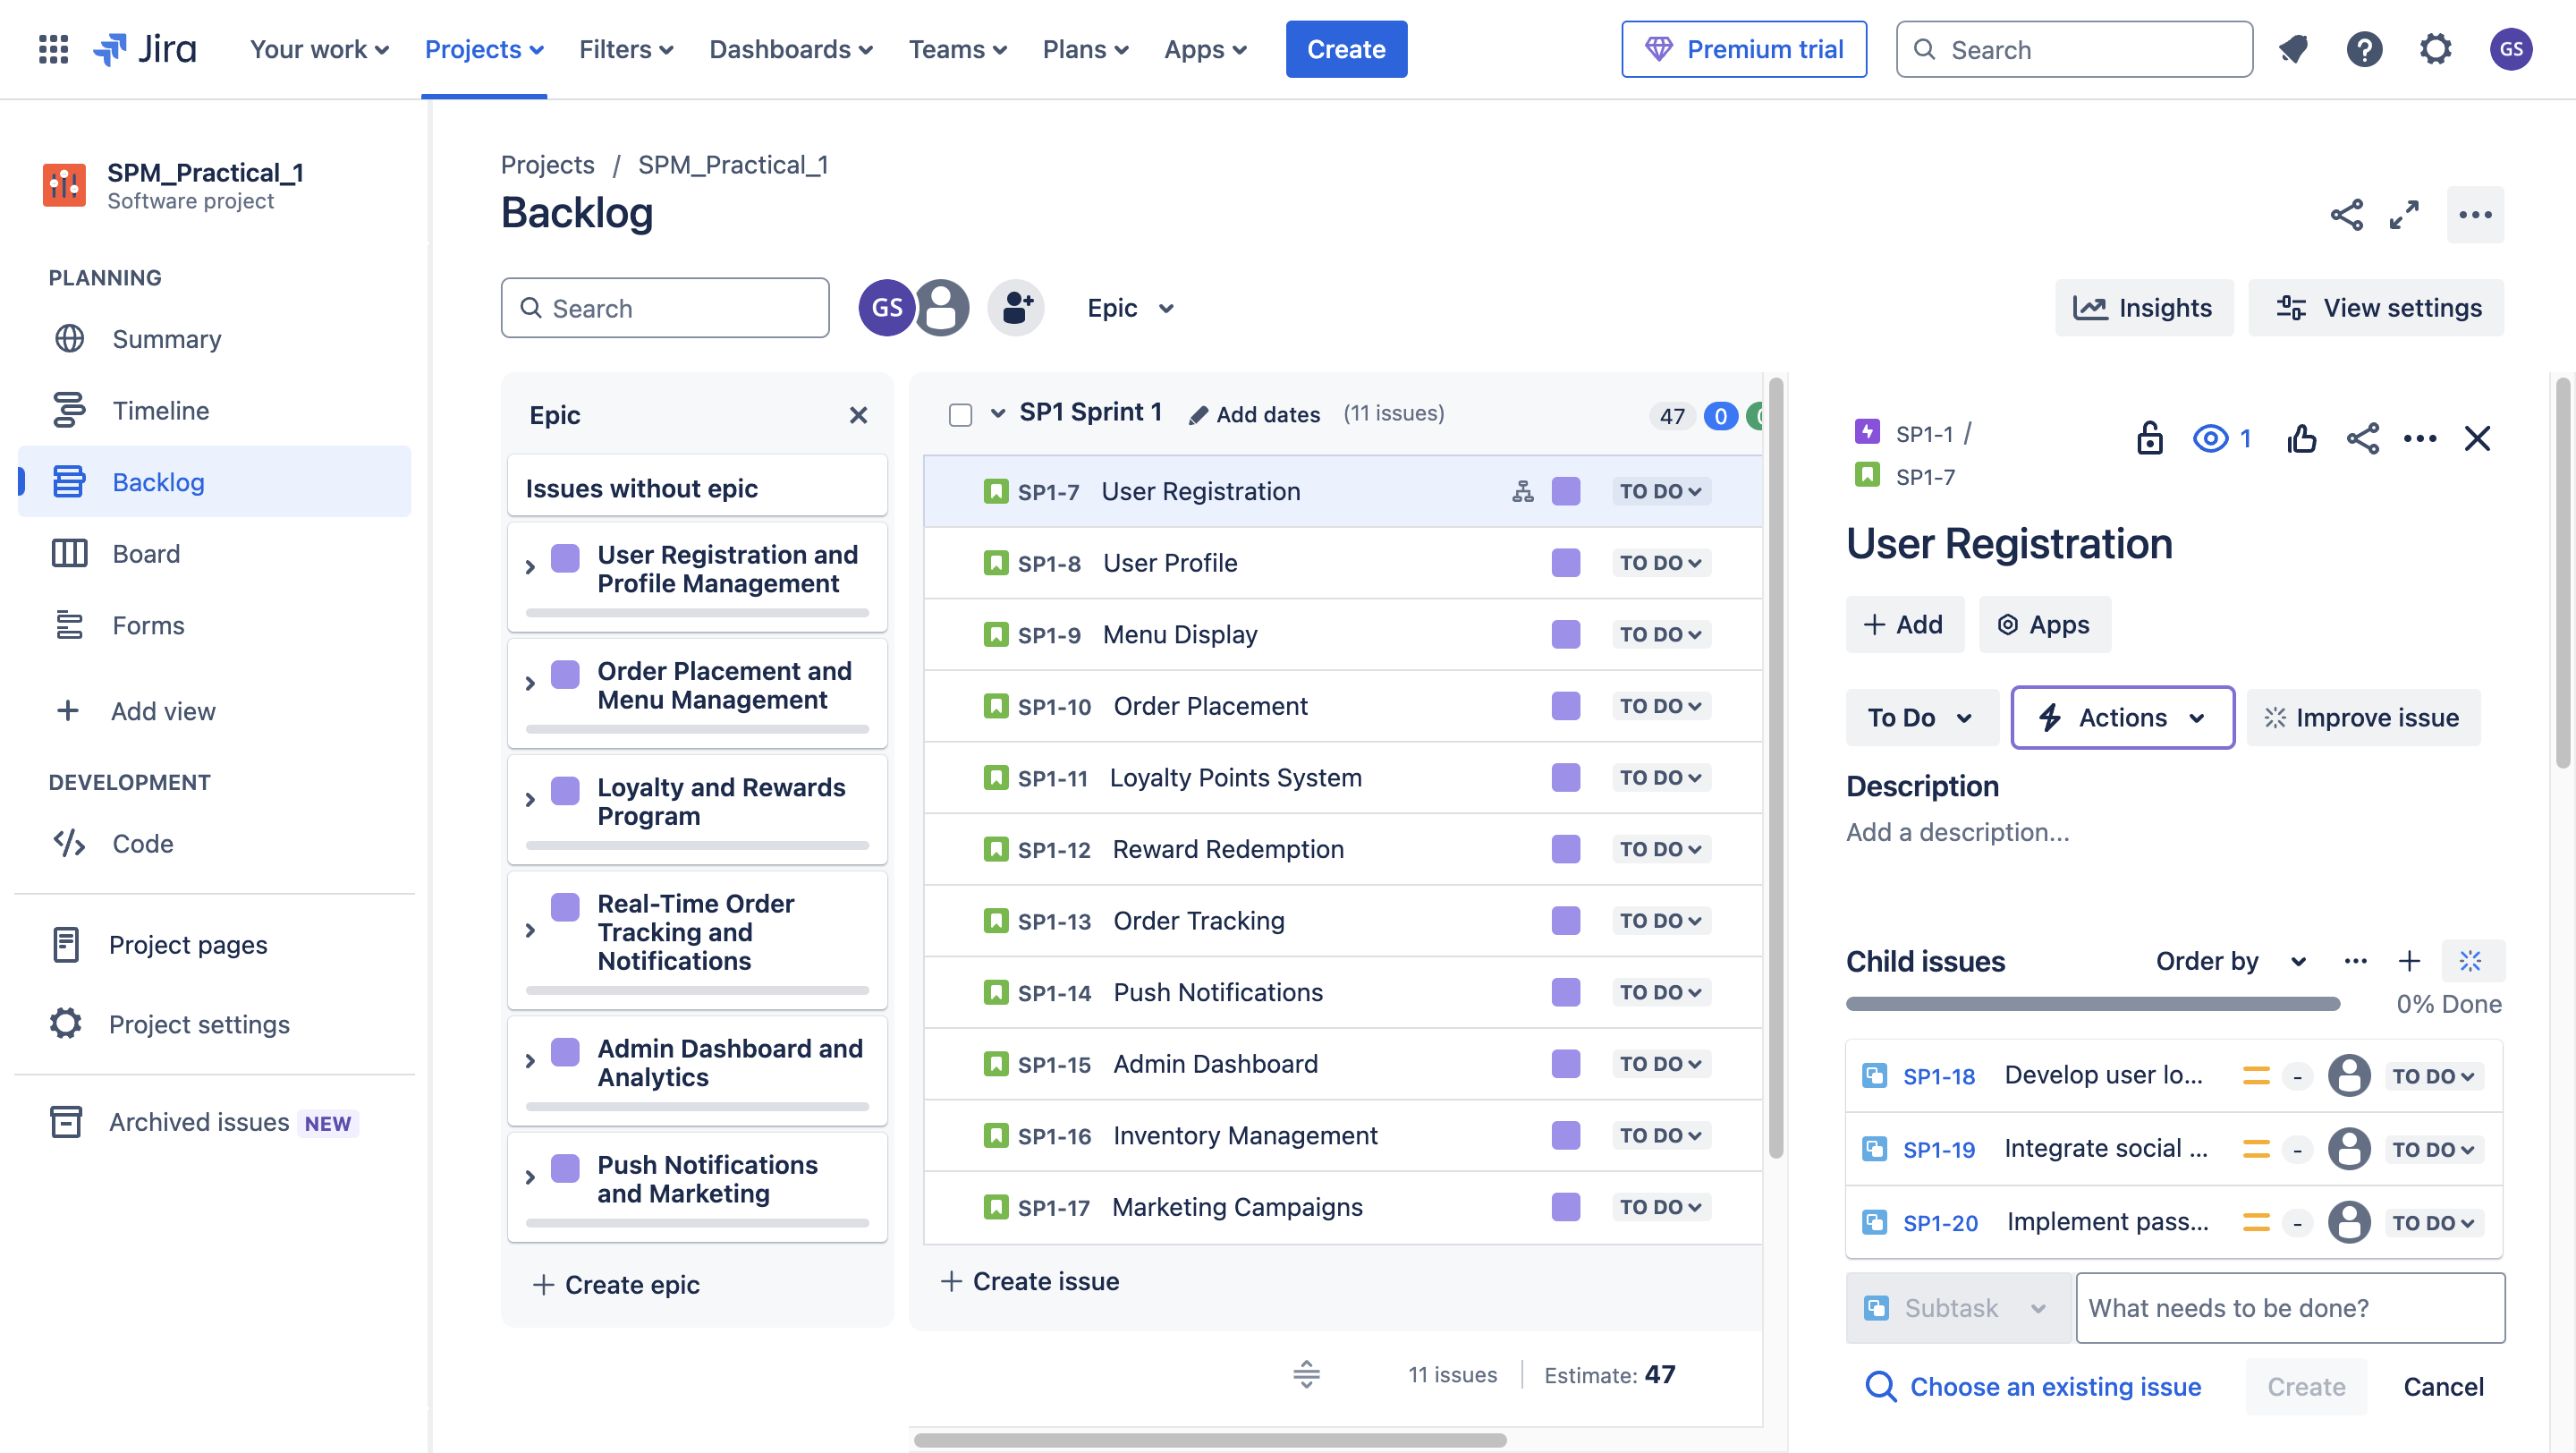 Jira
Your work
Projects
Filters
Dashboards
Teams
Plans
Apps
Create
Premium trial
Search
GS
SPM_Practical_1
Software project
PLANNING
Summary
Timeline
Backlog
Board
Forms
Add view
DEVELOPMENT
Code
Project pages
Project settings
Archived issues NEW
Projects / SPM_Practical_1
Backlog
Search
GS
Epic
Insights
View settings
Epic
Issues without epic
User Registration and
Profile Management
Order Placement and
Menu Management
Loyalty and Rewards
Program
Real-Time Order
Tracking and
Notifications
Admin Dashboard and
Analytics
Push Notifications
and Marketing
+ Create epic
SP1 Sprint 1 Add dates (11 issues) 47 0
SP1-7 User Registration TO DO
SP1-8 User Profile TO DO
SP1-9 Menu Display TO DO
SP1-10 Order Placement TO DO
SP1-11 Loyalty Points System TO DO
SP1-12 Reward Redemption TO DO
SP1-13 Order Tracking TO DO
SP1-14 Push Notifications TO DO
SP1-15 Admin Dashboard TO DO
SP1-16 Inventory Management TO DO
SP1-17 Marketing Campaigns TO DO
+ Create issue
11 issues Estimate: 47
SP1-1 /
SP1-7
1
User Registration
+ Add
Apps
To Do
Actions
Improve issue
Description
Add a description...
Child issues Order by
0% Done
SP1-18 Develop user lo... - TO DO
SP1-19 Integrate social ... - TO DO
SP1-20 Implement pass... - TO DO
Subtask What needs to be done?
Choose an existing issue Create Cancel